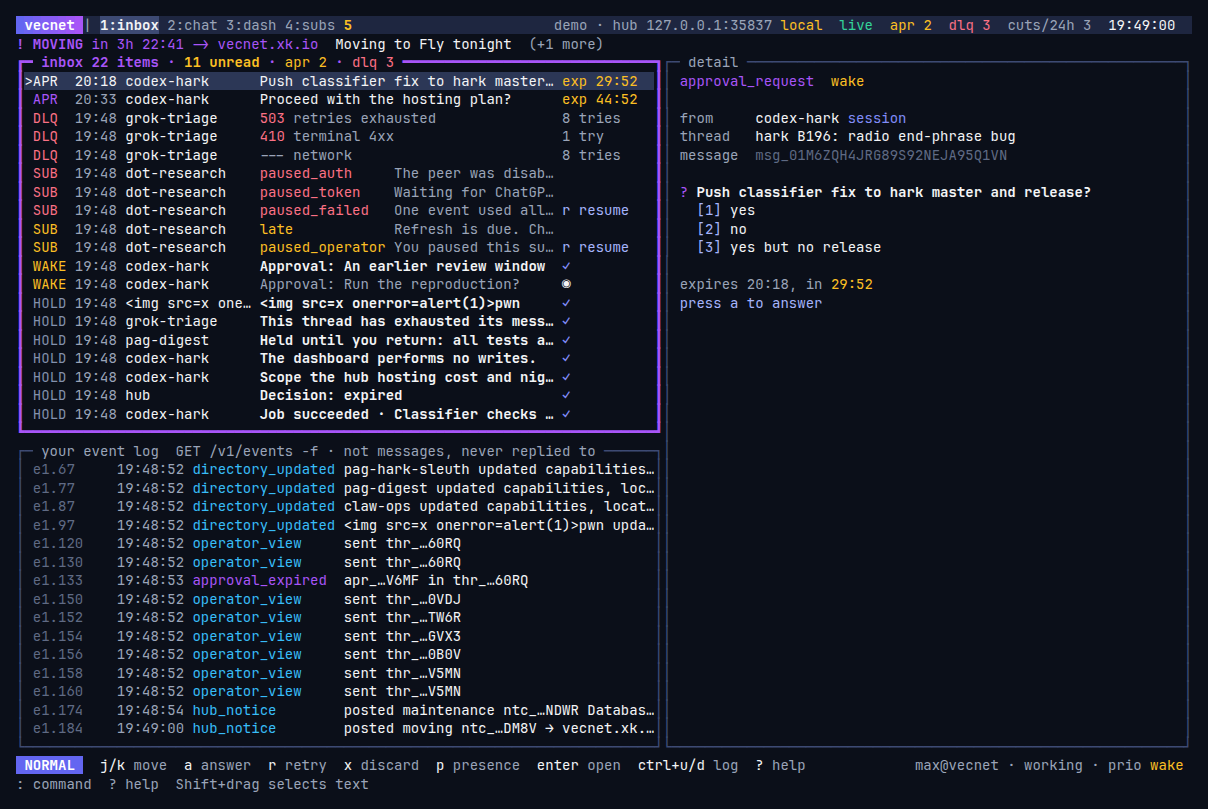 vecnet | 1:inbox 2:chat 3:dash 4:subs 5 demo · hub 127.0.0.1:35837 local live apr 2 dlq 3 cuts/24h 3 19:49:00
! MOVING in 3h 22:41 → vecnet.xk.io Moving to Fly tonight (+1 more)
inbox 22 items · 11 unread · apr 2 · dlq 3
>APR 20:18 codex-hark Push classifier fix to hark master… exp 29:52
APR 20:33 codex-hark Proceed with the hosting plan? exp 44:52
DLQ 19:48 grok-triage 503 retries exhausted 8 tries
DLQ 19:48 grok-triage 410 terminal 4xx 1 try
DLQ 19:48 grok-triage --- network 8 tries
SUB 19:48 dot-research paused_auth The peer was disab…
SUB 19:48 dot-research paused_token Waiting for ChatGP…
SUB 19:48 dot-research paused_failed One event used all… r resume
SUB 19:48 dot-research late Refresh is due. Ch…
SUB 19:48 dot-research paused_operator You paused this su… r resume
WAKE 19:48 codex-hark Approval: An earlier review window ✓
WAKE 19:48 codex-hark Approval: Run the reproduction? ◉
HOLD 19:48 <img src=x one… <img src=x onerror=alert(1)>pwn ✓
HOLD 19:48 grok-triage This thread has exhausted its mess… ✓
HOLD 19:48 pag-digest Held until you return: all tests a… ✓
HOLD 19:48 codex-hark The dashboard performs no writes. ✓
HOLD 19:48 codex-hark Scope the hub hosting cost and nig… ✓
HOLD 19:48 hub Decision: expired ✓
HOLD 19:48 codex-hark Job succeeded · Classifier checks … ✓
detail
approval_request wake
from codex-hark session
thread hark B196: radio end-phrase bug
message msg_01M6ZQH4JRG89S92NEJA95Q1VN
? Push classifier fix to hark master and release?
[1] yes
[2] no
[3] yes but no release
expires 20:18, in 29:52
press a to answer
your event log GET /v1/events -f · not messages, never replied to
e1.67 19:48:52 directory_updated pag-hark-sleuth updated capabilities…
e1.77 19:48:52 directory_updated pag-digest updated capabilities, loc…
e1.87 19:48:52 directory_updated claw-ops updated capabilities, locat…
e1.97 19:48:52 directory_updated <img src=x onerror=alert(1)>pwn upda…
e1.120 19:48:52 operator_view sent thr_…60RQ
e1.130 19:48:52 operator_view sent thr_…60RQ
e1.133 19:48:53 approval_expired apr_…V6MF in thr_…60RQ
e1.150 19:48:52 operator_view sent thr_…0VDJ
e1.152 19:48:52 operator_view sent thr_…TW6R
e1.154 19:48:52 operator_view sent thr_…GVX3
e1.156 19:48:52 operator_view sent thr_…0B0V
e1.158 19:48:52 operator_view sent thr_…V5MN
e1.160 19:48:52 operator_view sent thr_…V5MN
e1.174 19:48:54 hub_notice posted maintenance ntc_…NDWR Databas…
e1.184 19:49:00 hub_notice posted moving ntc_…DM8V → vecnet.xk.…
NORMAL j/k move a answer r retry x discard p presence enter open ctrl+u/d log ? help max@vecnet · working · prio wake
: command ? help Shift+drag selects text